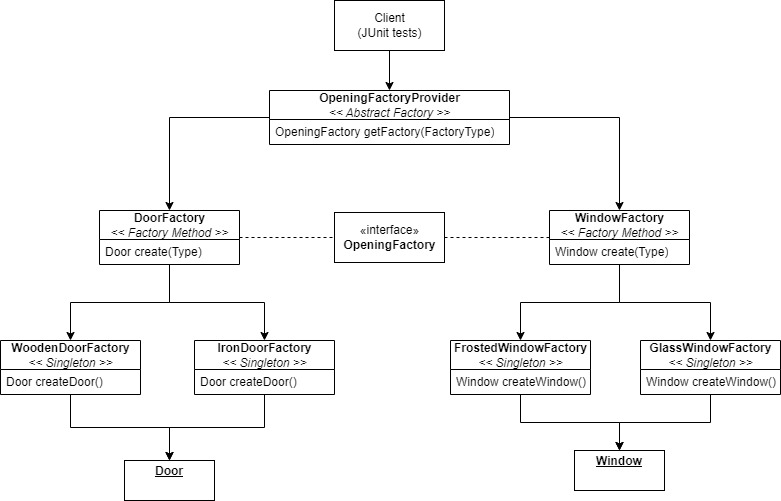 Client
(JUnit tests)
OpeningFactoryProvider
<< Abstract Factory >>
OpeningFactory getFactory(FactoryType)
DoorFactory
<< Factory Method >>
Door create(Type)
«interface»
OpeningFactory
WindowFactory
<< Factory Method >>
Window create(Type)
WoodenDoorFactory
<< Singleton >>
Door createDoor()
IronDoorFactory
<< Singleton >>
Door createDoor()
FrostedWindowFactory
<< Singleton >>
Window createWindow()
GlassWindowFactory
<< Singleton >>
Window createWindow()
Door
Window